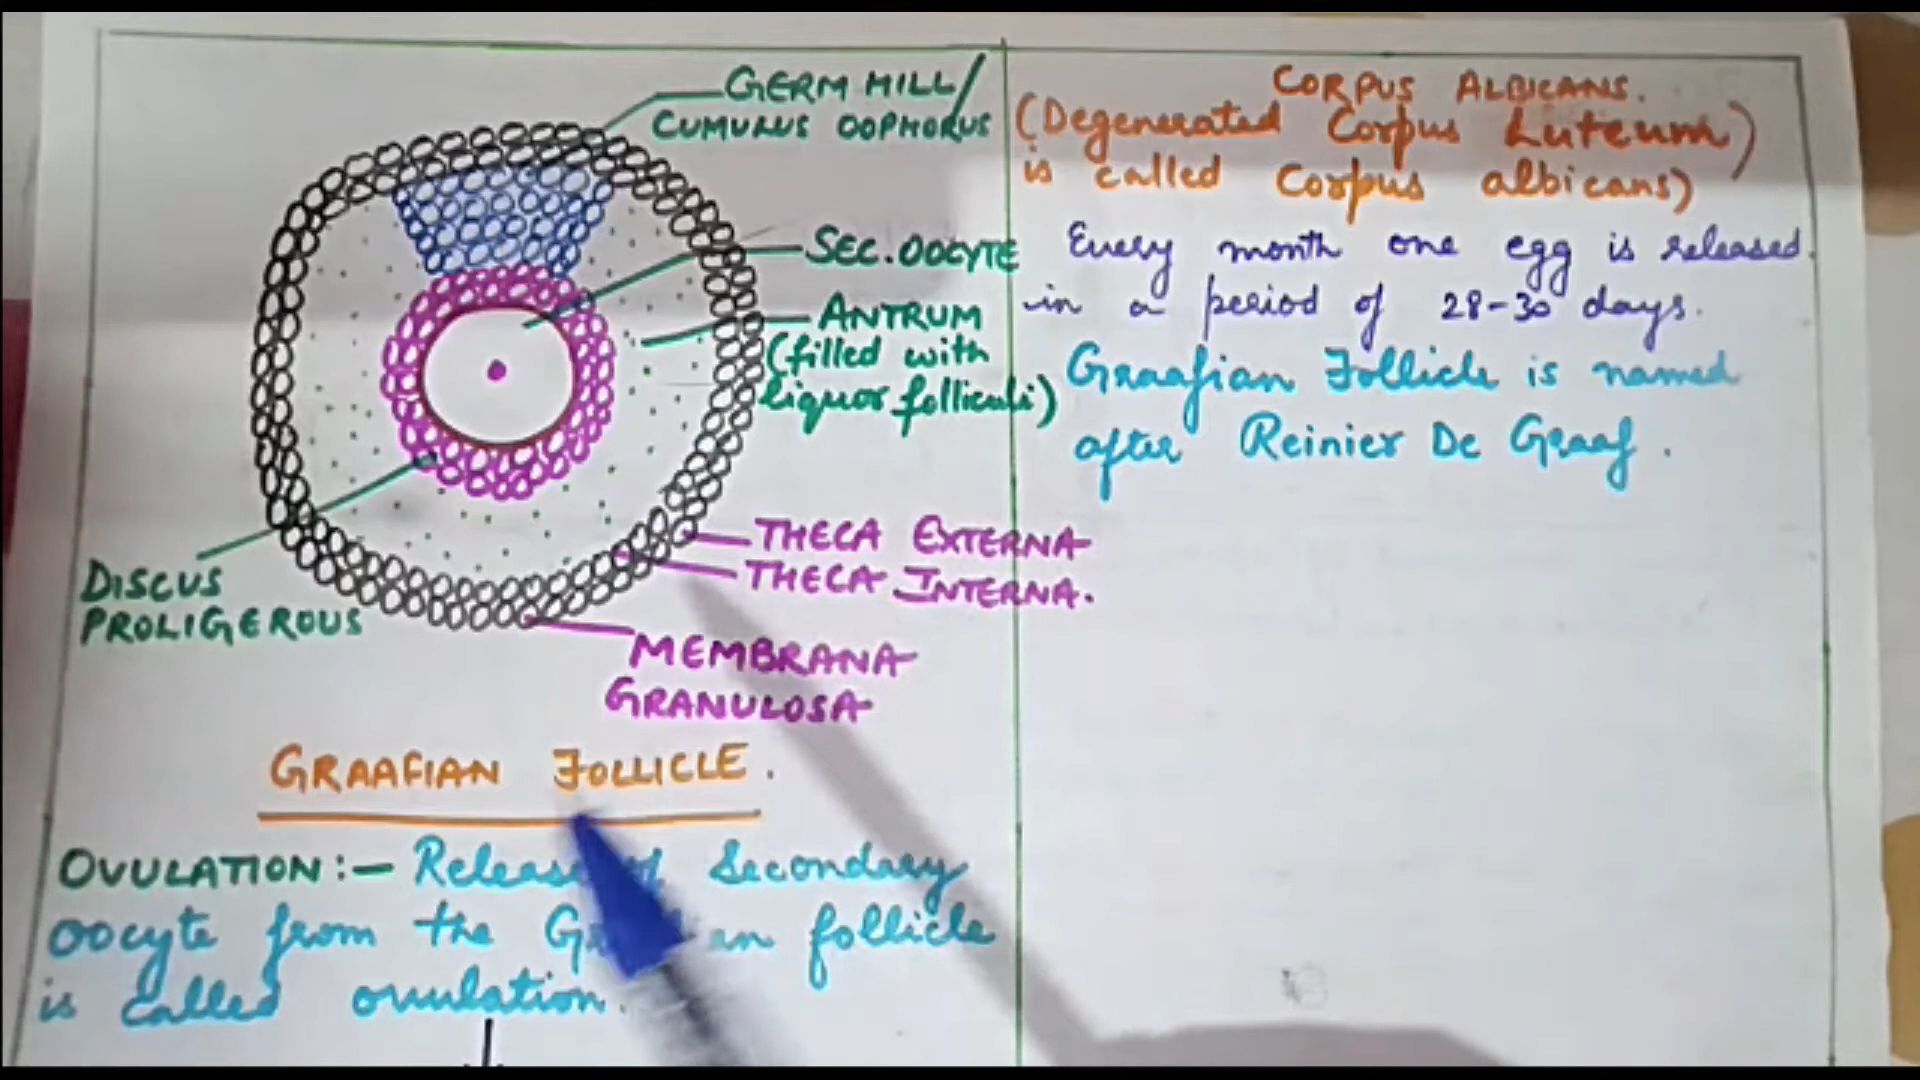 GERM HILL/
CUMULUS OOPHORUS
SEC. OOCYTE
ANTRUM
(filled with
liquor folliculi)
THECA EXTERNA
THECA INTERNA.
DISCUS
PROLIGEROUS
MEMBRANA
GRANULOSA
GRAAFIAN FOLLICLE.
OVULATION:- Release of Secondary
oocyte from the follicle
is called ovulation.
CORPUS ALBICANS.
(Degenerated Corpus Luteum)
is called Corpus albicans)
Every month one egg is released
in a period of 28-30 days.
Graafian Follicle is named
after Reinier De Graaf.